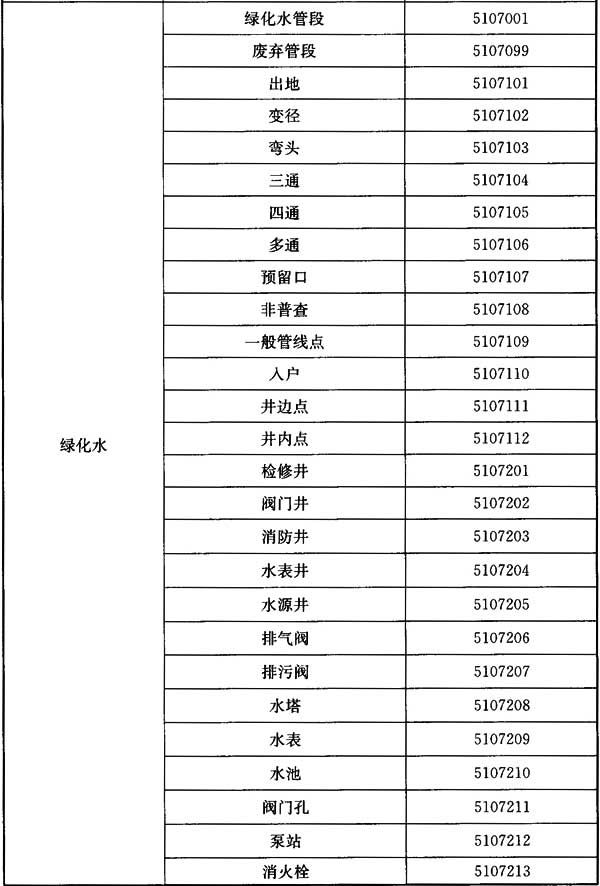 绿化水管段 5107001
废弃管段 5107099
出地 5107101
变径 5107102
弯头 5107103
三通 5107104
四通 5107105
多通 5107106
预留口 5107107
非普查 5107108
一般管线点 5107109
入户 5107110
井边点 5107111
绿化水
井内点 5107112
检修井 5107201
阀门井 5107202
消防井 5107203
水表井 5107204
水源井 5107205
排气阀 5107206
排污阀 5107207
水塔 5107208
水表 5107209
水池 5107210
阀门孔 5107211
泵站 5107212
消火栓 5107213